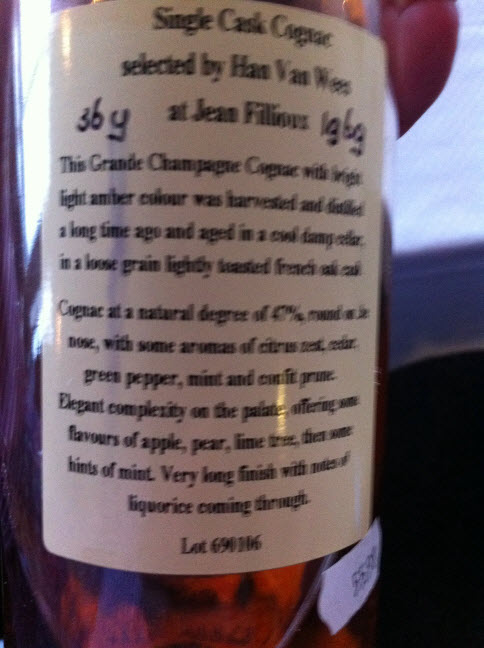 Single Cask Cognac
selected by Han Van Wees
at Jean Fillioux
36 y
1969
This Grande Champagne Cognac with bright
light amber colour was harvested and distilled
a long time ago and aged in a cool damp cellar,
in a loose grain lightly toasted french oak cask
Cognac at a natural degree of 47%, round on the
nose, with some aromas of citrus zest, cedar,
green pepper, mint and confit prune.
Elegant complexity on the palate, offering some
flavours of apple, pear, lime tree, then some
hints of mint. Very long finish with notes of
liquorice coming through.
Lot 690106